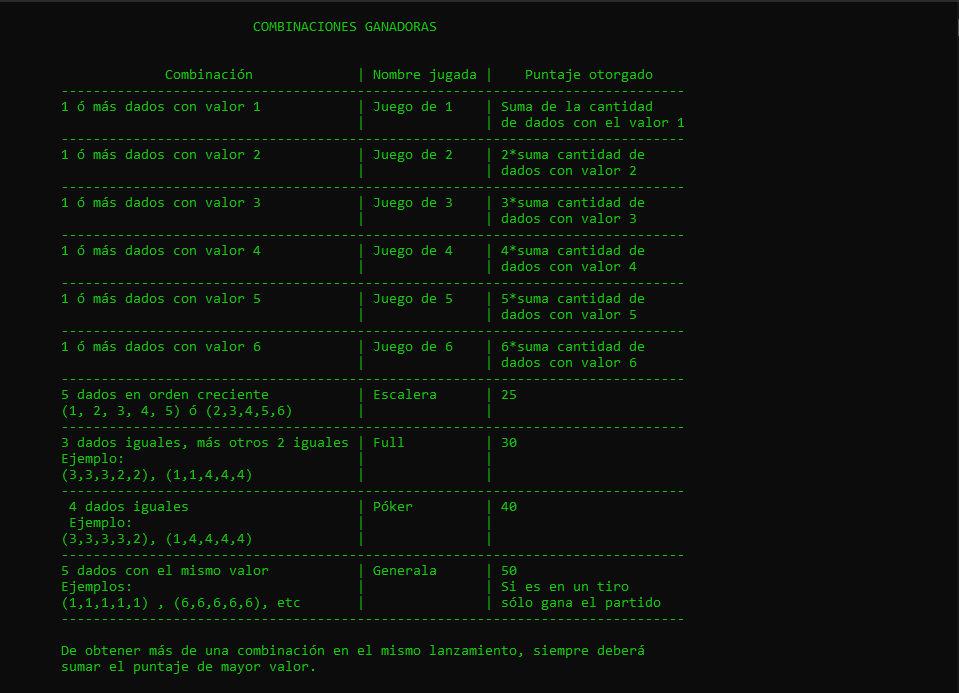 COMBINACIONES GANADORAS
Combinación | Nombre jugada | Puntaje otorgado
------------------------------------------------------------------------------
1 ó más dados con valor 1 | Juego de 1 | Suma de la cantidad
| | de dados con el valor 1
------------------------------------------------------------------------------
1 ó más dados con valor 2 | Juego de 2 | 2*suma cantidad de
| | dados con valor 2
------------------------------------------------------------------------------
1 ó más dados con valor 3 | Juego de 3 | 3*suma cantidad de
| | dados con valor 3
------------------------------------------------------------------------------
1 ó más dados con valor 4 | Juego de 4 | 4*suma cantidad de
| | dados con valor 4
------------------------------------------------------------------------------
1 ó más dados con valor 5 | Juego de 5 | 5*suma cantidad de
| | dados con valor 5
------------------------------------------------------------------------------
1 ó más dados con valor 6 | Juego de 6 | 6*suma cantidad de
| | dados con valor 6
------------------------------------------------------------------------------
5 dados en orden creciente | Escalera | 25
(1, 2, 3, 4, 5) ó (2,3,4,5,6) | |
------------------------------------------------------------------------------
3 dados iguales, más otros 2 iguales | Full | 30
Ejemplo: | |
(3,3,3,2,2), (1,1,4,4,4) | |
------------------------------------------------------------------------------
4 dados iguales | Póker | 40
Ejemplo: | |
(3,3,3,3,2), (1,4,4,4,4) | |
------------------------------------------------------------------------------
5 dados con el mismo valor | Generala | 50
Ejemplos: | | Si es en un tiro
(1,1,1,1,1) , (6,6,6,6,6), etc | | sólo gana el partido
------------------------------------------------------------------------------
De obtener más de una combinación en el mismo lanzamiento, siempre deberá
sumar el puntaje de mayor valor.